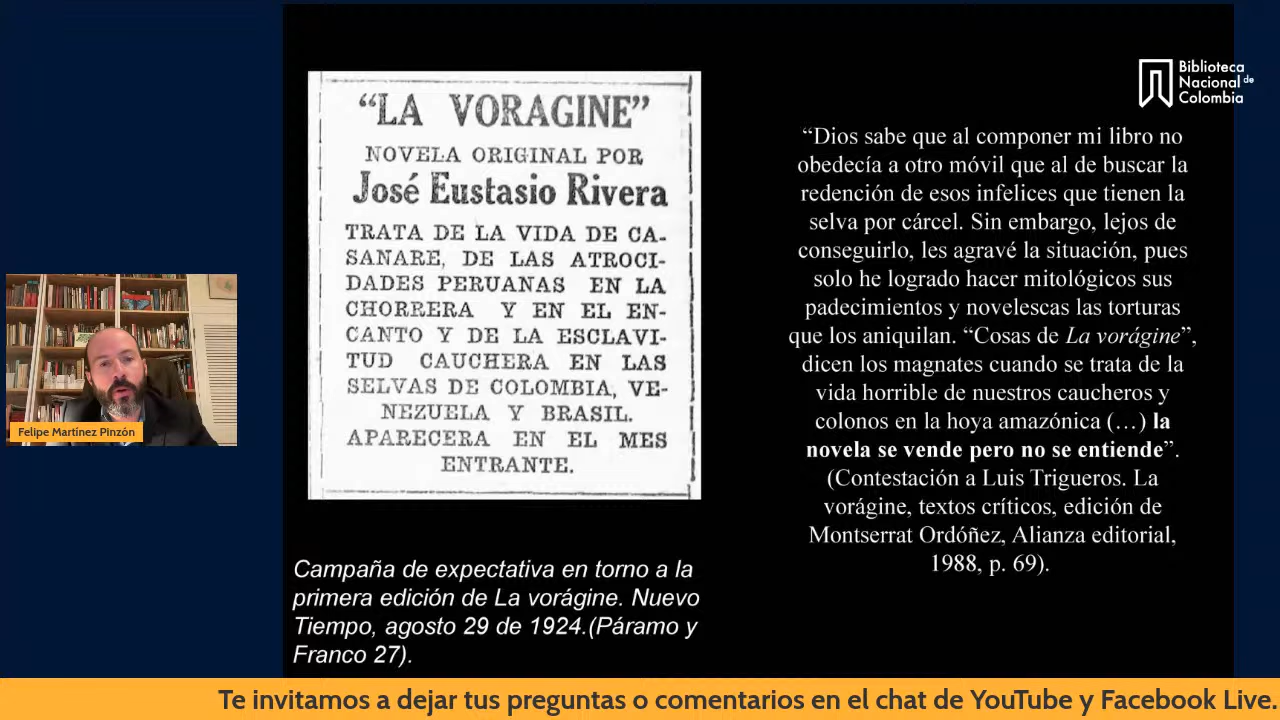 Biblioteca
Nacional de
Colombia
“LA VORAGINE”
NOVELA ORIGINAL POR
José Eustasio Rivera
TRATA DE LA VIDA DE CA-
SANARE, DE LAS ATROCI-
DADES PERUANAS EN LA
CHORRERA Y EN EL EN-
CANTO Y DE LA ESCLAVI-
TUD CAUCHERA EN LAS
SELVAS DE COLOMBIA, VE-
NEZUELA Y BRASIL.
APARECERA EN EL MES
ENTRANTE.
Campaña de expectativa en torno a la
primera edición de La vorágine. Nuevo
Tiempo, agosto 29 de 1924.(Páramo y
Franco 27).
“Dios sabe que al componer mi libro no
obedecía a otro móvil que al de buscar la
redención de esos infelices que tienen la
selva por cárcel. Sin embargo, lejos de
conseguirlo, les agravé la situación, pues
solo he logrado hacer mitológicos sus
padecimientos y novelescas las torturas
que los aniquilan. “Cosas de La vorágine”,
dicen los magnates cuando se trata de la
vida horrible de nuestros caucheros y
colonos en la hoya amazónica (…) la
novela se vende pero no se entiende”.
(Contestación a Luis Trigueros. La
vorágine, textos críticos, edición de
Montserrat Ordóñez, Alianza editorial,
1988, p. 69).
Felipe Martínez Pinzón
Te invitamos a dejar tus preguntas o comentarios en el chat de YouTube y Facebook Live.